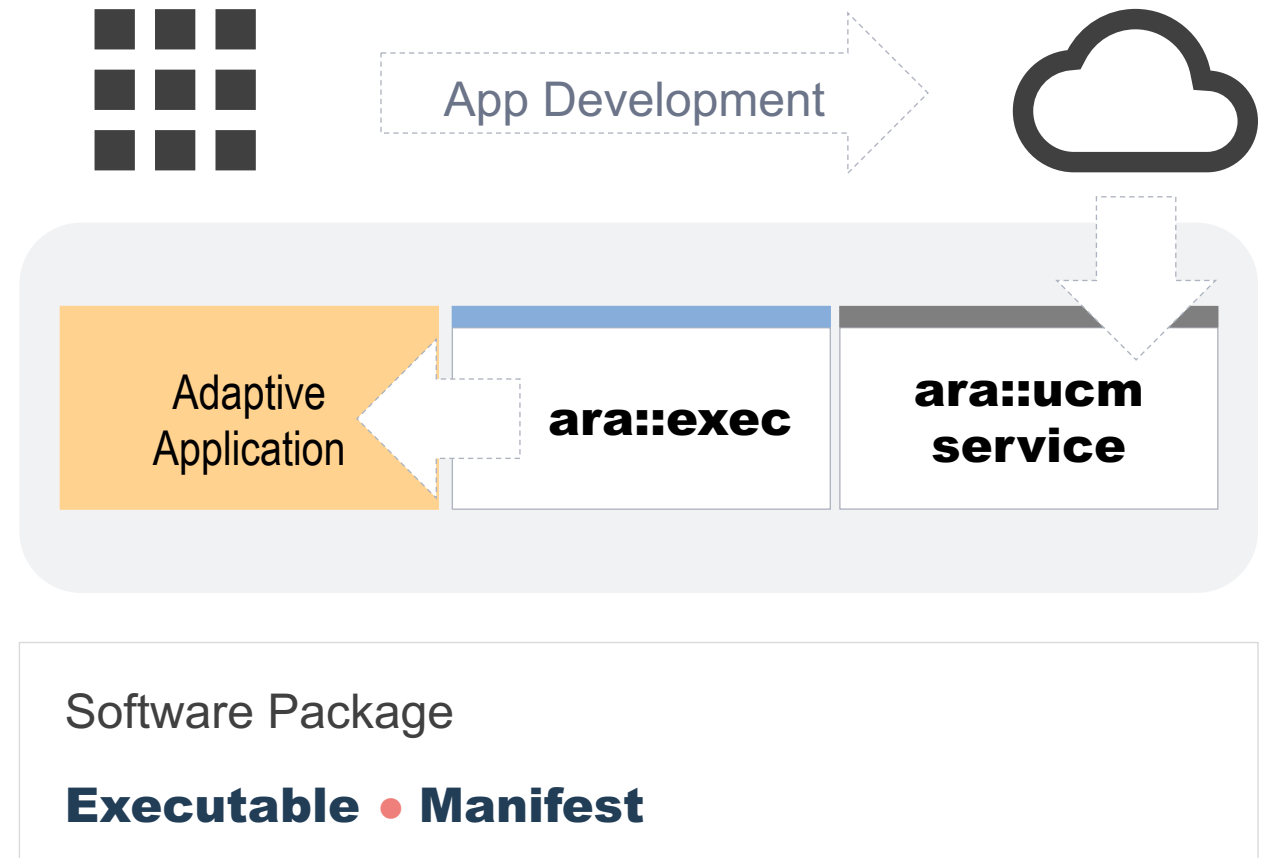 App Development
Adaptive
Application
ara::exec
ara::ucm
service
Software Package
Executable • Manifest